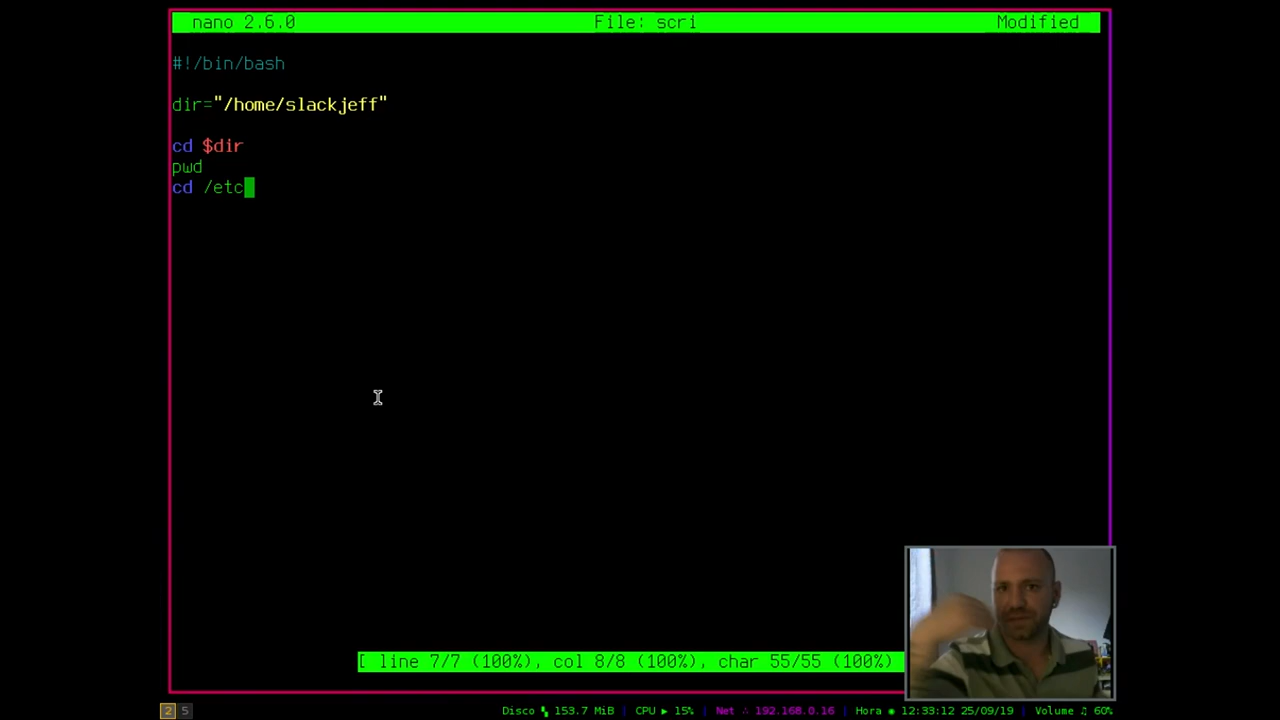 nano 2.6.0 File: scri Modified
#!/bin/bash
dir="/home/slackjeff"
cd $dir
pwd
cd /etc
[ line 7/7 (100%), col 8/8 (100%), char 55/55 (100%)
2 5 Disco 153.7 MiB | CPU ▶ 15% | Net ∴ 192.168.0.16 | Hora ◉ 12:33:12 25/09/19 | Volume ♫ 60%